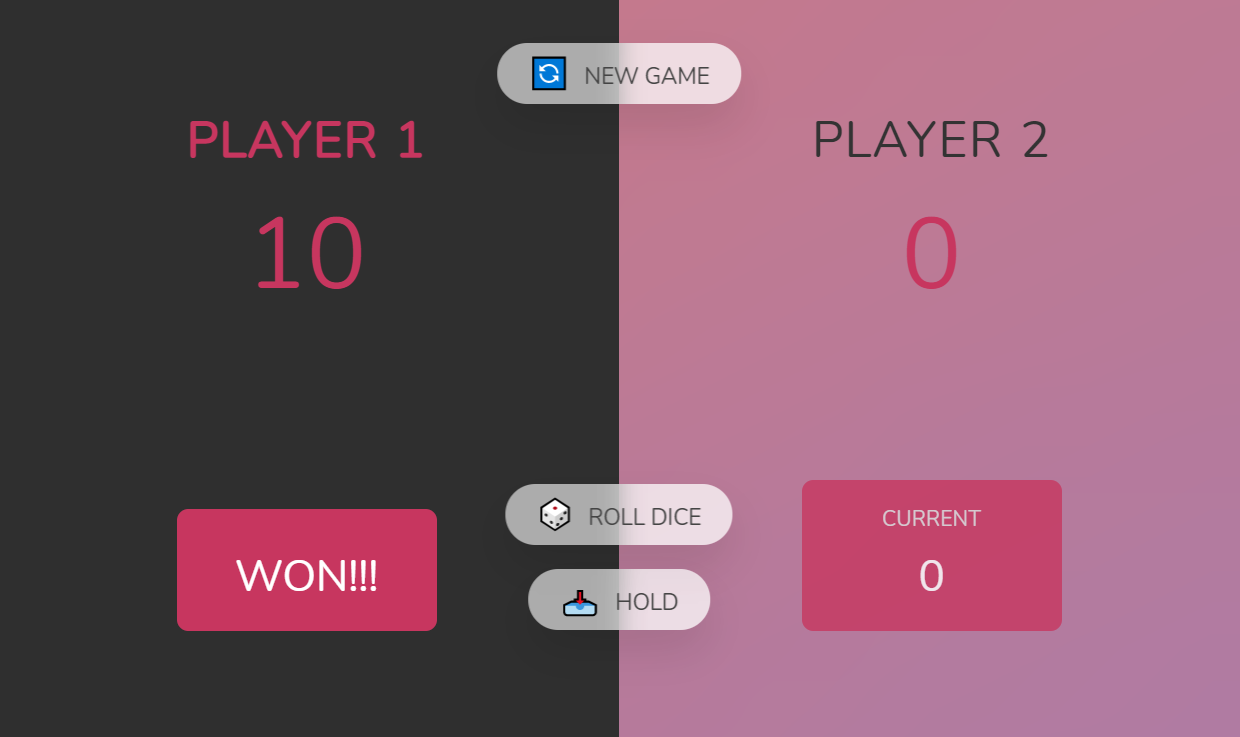 NEW GAME
PLAYER 1
10
PLAYER 2
0
WON!!!
ROLL DICE
HOLD
CURRENT
0